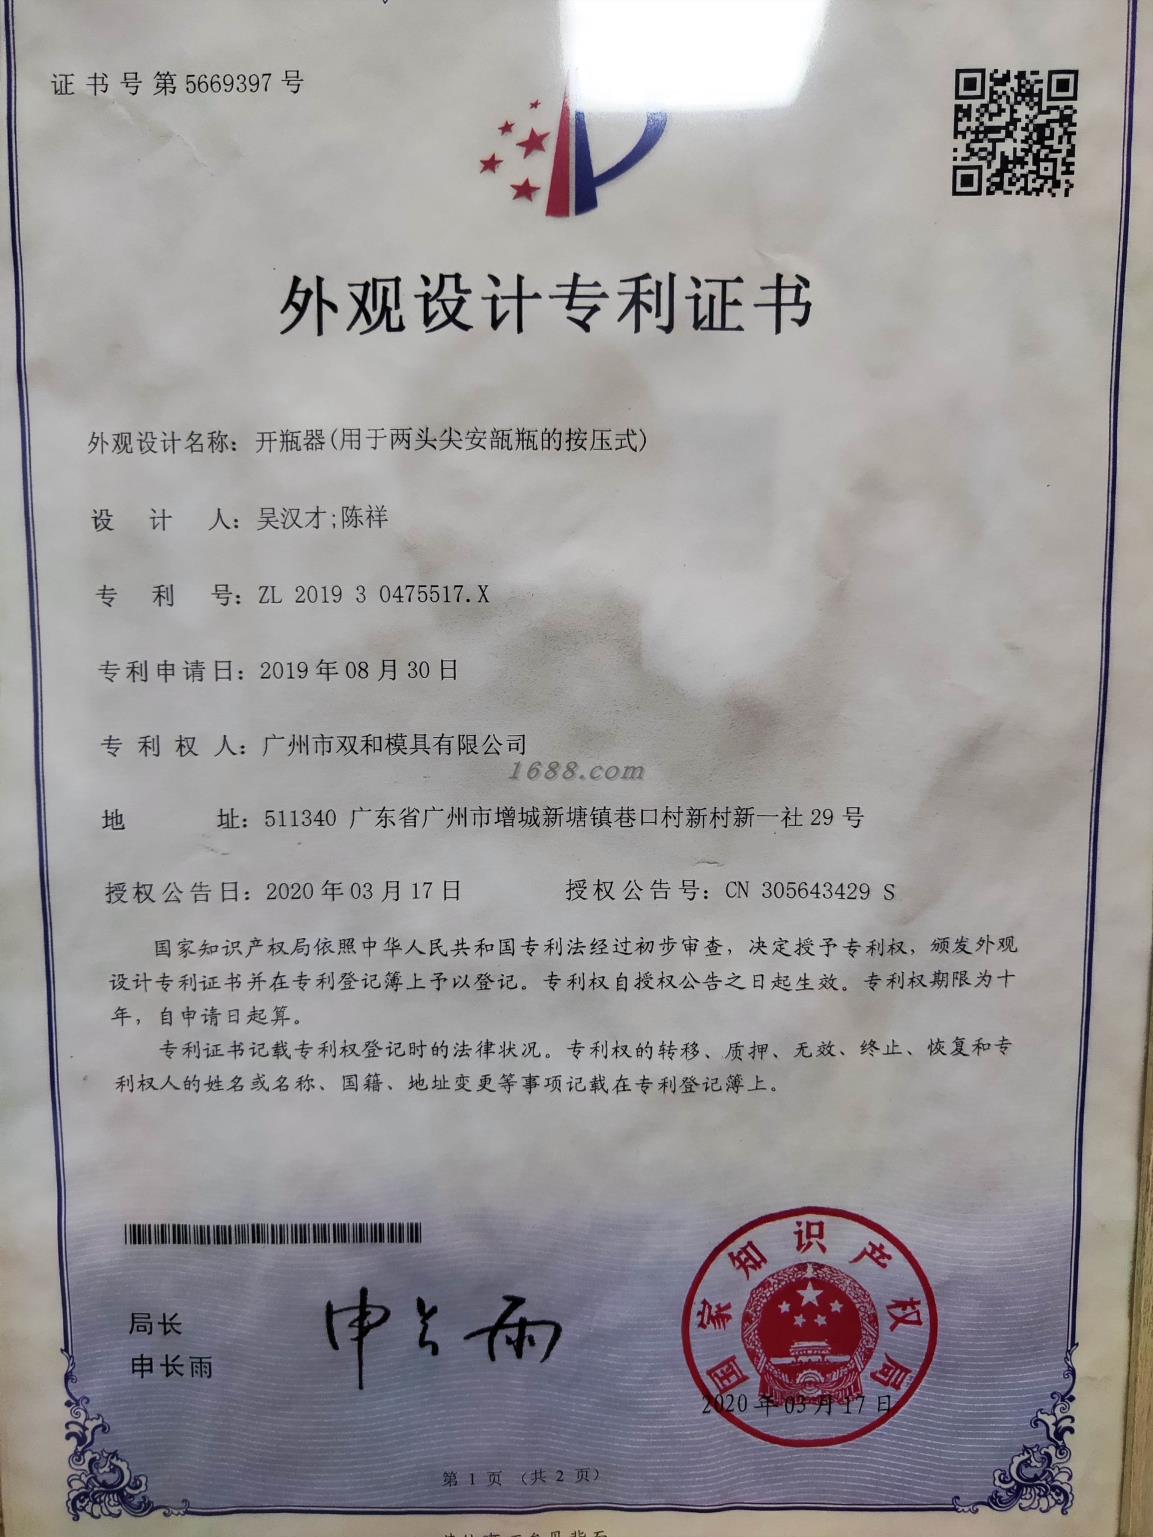 证书号第5669397号
外观设计专利证书
外观设计名称：开瓶器(用于两头尖安瓿瓶的按压式)
设计人：吴汉才;陈祥
专利号：ZL 2019 3 0475517.X
专利申请日：2019年08月30日
专利权人：广州市双和模具有限公司
1688.com
地址：511340 广东省广州市增城新塘镇巷口村新村新一社29号
授权公告日：2020年03月17日 授权公告号：CN 305643429 S
国家知识产权局依照中华人民共和国专利法经过初步审查，决定授予专利权，颁发外观
设计专利证书并在专利登记簿上予以登记。专利权自授权公告之日起生效。专利权期限为十
年，自申请日起算。
专利证书记载专利权登记时的法律状况。专利权的转移、质押、无效、终止、恢复和专
利权人的姓名或名称、国籍、地址变更等事项记载在专利登记簿上。
局长
申长雨
申长雨
国家知识产权局
2020年03月17日
第1页（共2页）